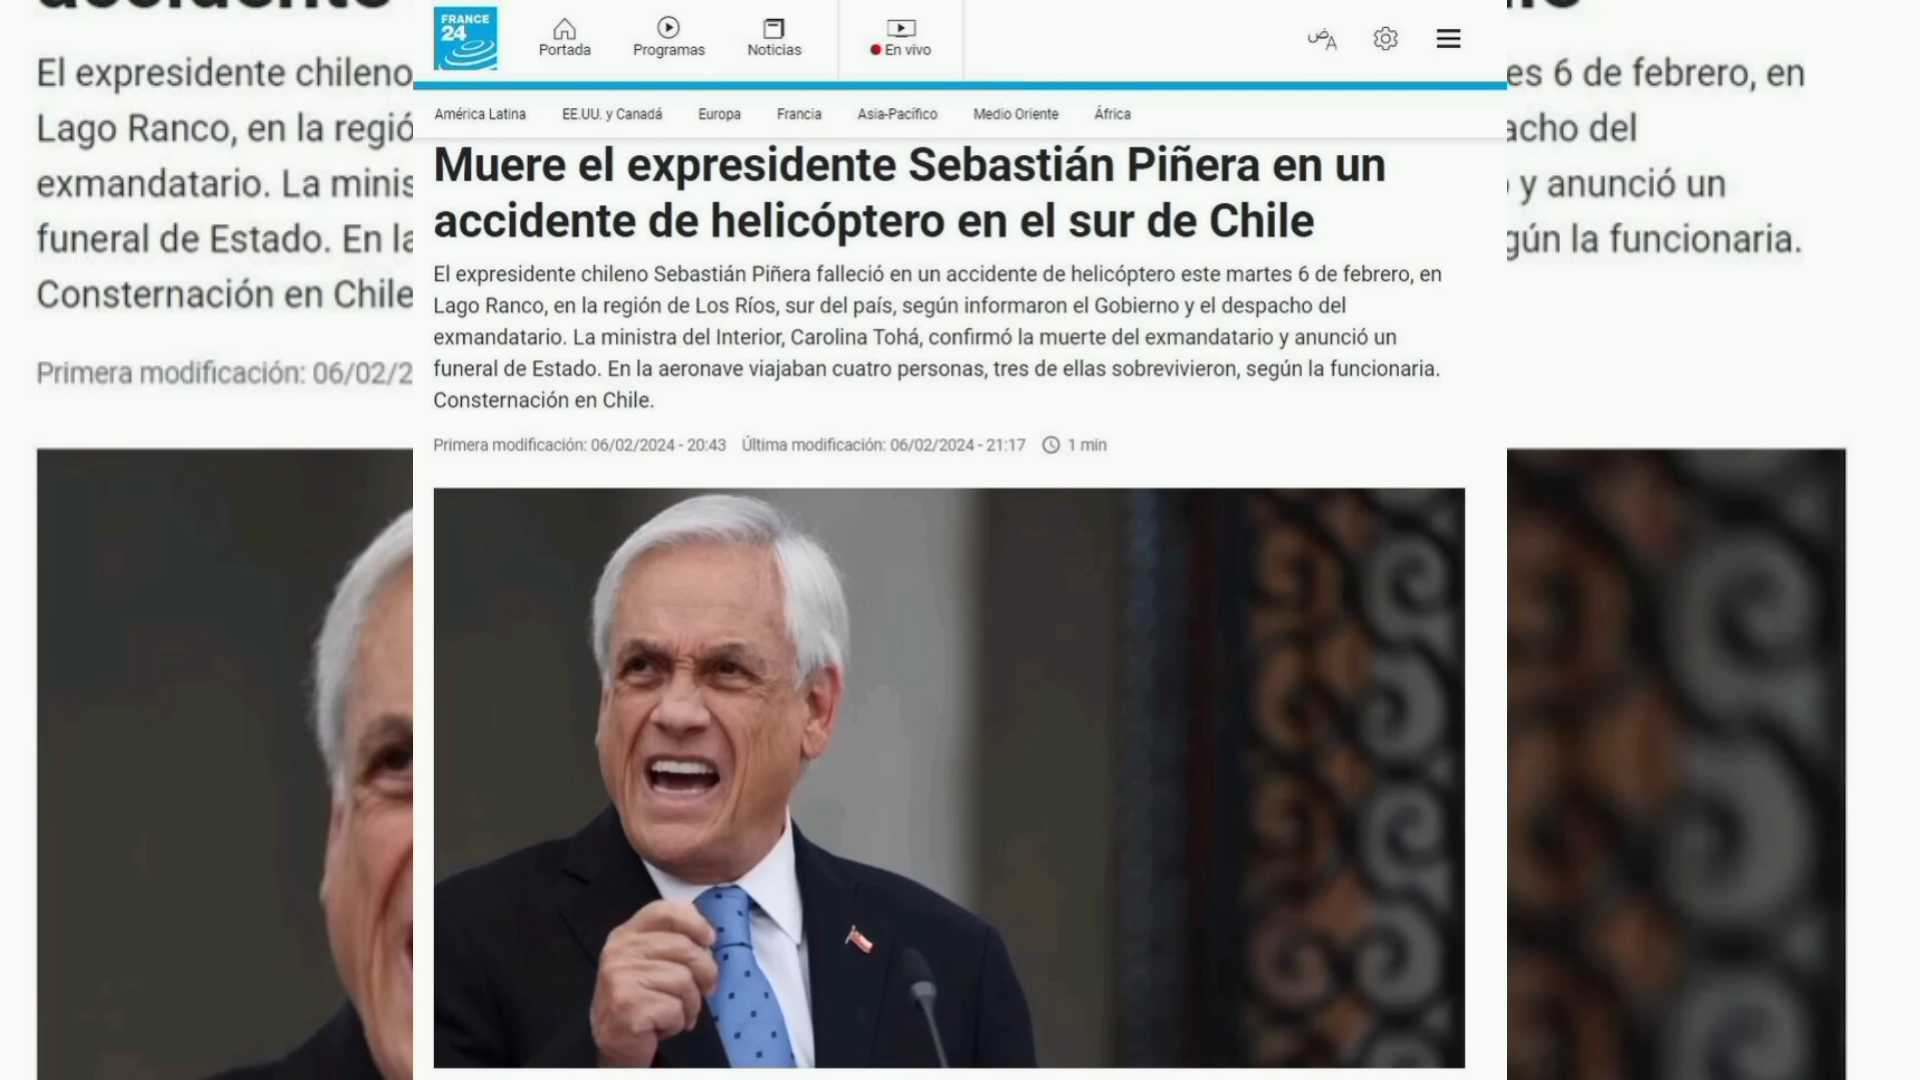 FRANCE
24
Portada
Programas
Noticias
En vivo
América Latina
EE.UU. y Canadá
Europa
Francia
Asia-Pacífico
Medio Oriente
África
Muere el expresidente Sebastián Piñera en un
accidente de helicóptero en el sur de Chile
El expresidente chileno Sebastián Piñera falleció en un accidente de helicóptero este martes 6 de febrero, en
Lago Ranco, en la región de Los Ríos, sur del país, según informaron el Gobierno y el despacho del
exmandatario. La ministra del Interior, Carolina Tohá, confirmó la muerte del exmandatario y anunció un
funeral de Estado. En la aeronave viajaban cuatro personas, tres de ellas sobrevivieron, según la funcionaria.
Consternación en Chile.
Primera modificación: 06/02/2024 - 20:43 Última modificación: 06/02/2024 - 21:17 1 min
El expresidente chileno
Lago Ranco, en la regió
exmandatario. La minis
funeral de Estado. En la
Consternación en Chile
Primera modificación: 06/02/2
es 6 de febrero, en
acho del
y anunció un
gún la funcionaria.